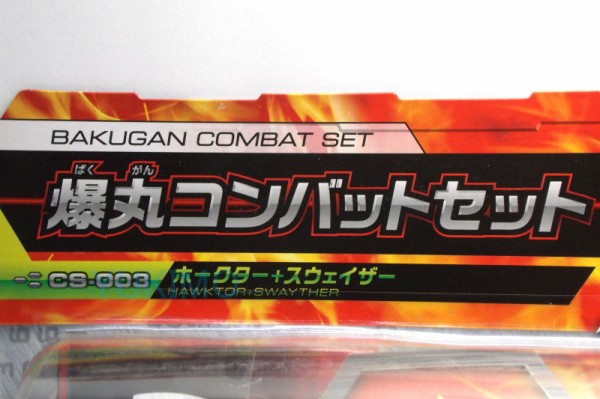 BAKUGAN COMBAT SET
ばく がん
爆丸コンバットセット
CS-003 ホークター+スウェイザー
HAWKTOR+SWAYTHER